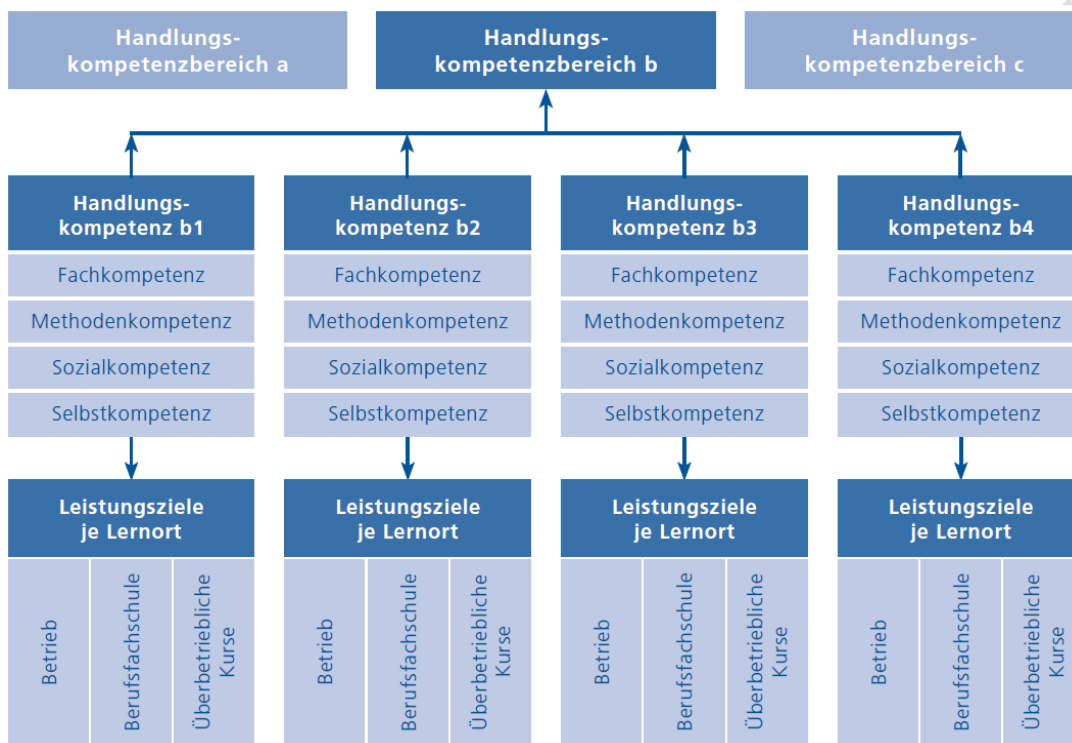 Handlungs-
kompetenzbereich a
Handlungs-
kompetenzbereich b
Handlungs-
kompetenzbereich c
Handlungs-
kompetenz b1
Fachkompetenz
Methodenkompetenz
Sozialkompetenz
Selbstkompetenz
Leistungsziele
je Lernort
Betrieb
Berufsfachschule
Überbetriebliche
Kurse
Handlungs-
kompetenz b2
Fachkompetenz
Methodenkompetenz
Sozialkompetenz
Selbstkompetenz
Leistungsziele
je Lernort
Betrieb
Berufsfachschule
Überbetriebliche
Kurse
Handlungs-
kompetenz b3
Fachkompetenz
Methodenkompetenz
Sozialkompetenz
Selbstkompetenz
Leistungsziele
je Lernort
Betrieb
Berufsfachschule
Überbetriebliche
Kurse
Handlungs-
kompetenz b4
Fachkompetenz
Methodenkompetenz
Sozialkompetenz
Selbstkompetenz
Leistungsziele
je Lernort
Betrieb
Berufsfachschule
Überbetriebliche
Kurse